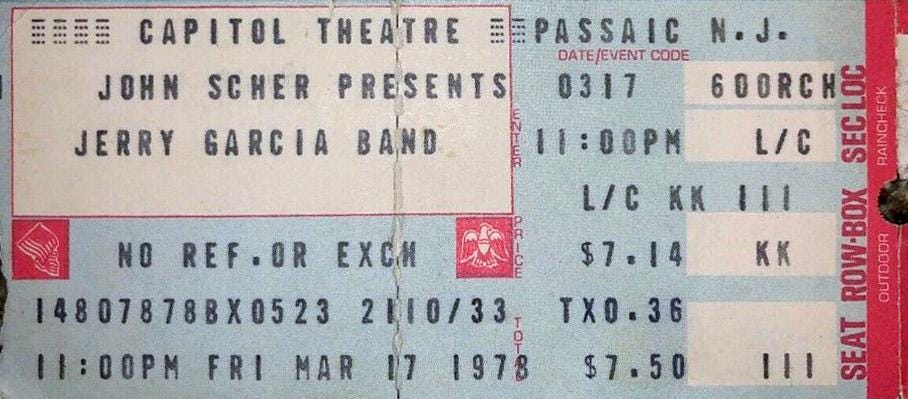 CAPITOL THEATRE PASSAIC N.J.
DATE/EVENT CODE
JOHN SCHER PRESENTS 0317 600RCH
JERRY GARCIA BAND 11:00PM L/C
L/C KK 111
NO REF.OR EXCH $7.14 KK
14807878BX0523 2110/33 TX0.36
11:00PM FRI MAR 17 1978 $7.50 111
ENTER
PRICE
SEAT ROW-BOX SEC LOC
OUTDOOR RAINCHECK